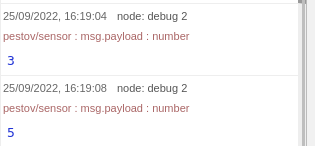 25/09/2022, 16:19:04 node: debug 2
pestov/sensor : msg.payload : number
3
25/09/2022, 16:19:08 node: debug 2
pestov/sensor : msg.payload : number
5